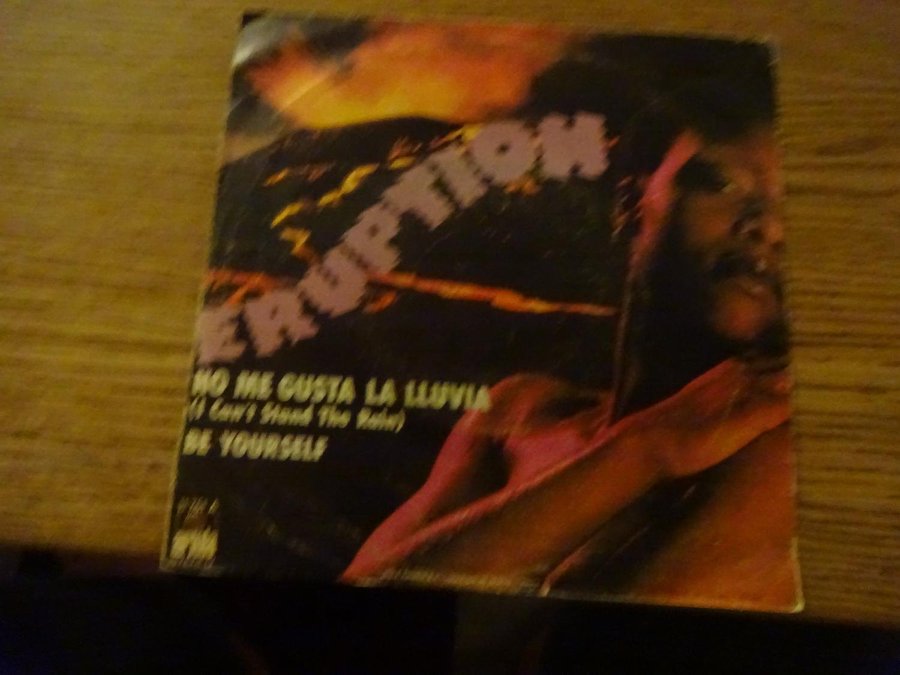 ERUPTION
NO ME GUSTA LA LLUVIA
(I Can't Stand The Rain)
BE YOURSELF